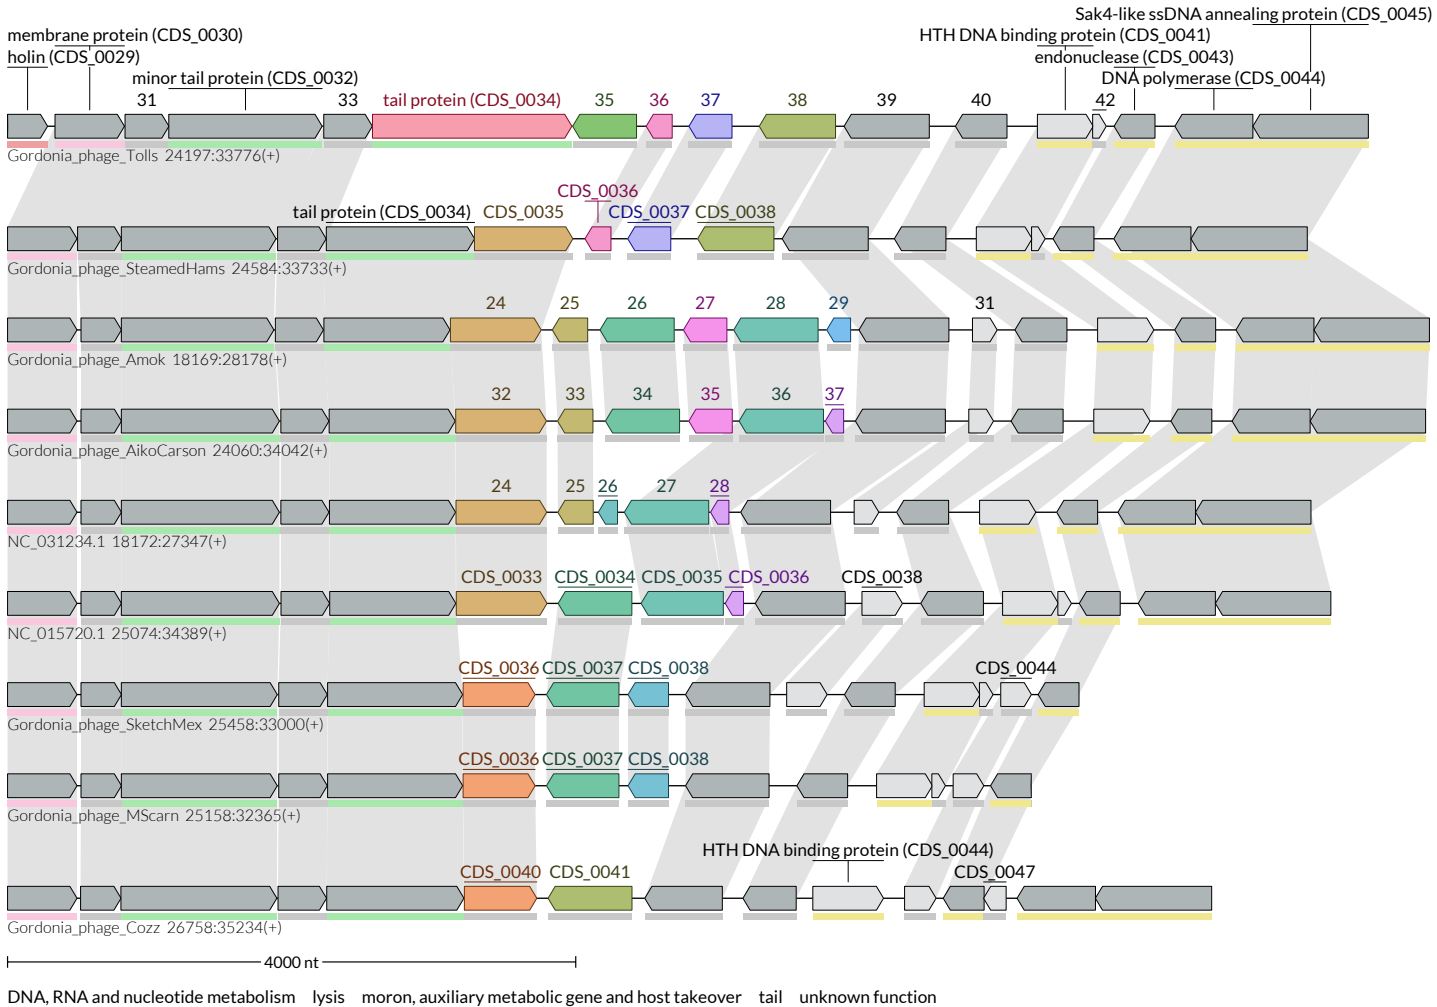 Sak4-like ssDNA annealing protein (CDS_0045)
membrane protein (CDS_0030) HTH DNA binding protein (CDS_0041)
holin (CDS_0029) endonuclease (CDS_0043)
minor tail protein (CDS_0032) DNA polymerase (CDS_0044)
31 33 tail protein (CDS_0034) 35 36 37 38 39 40 42
Gordonia_phage_Tolls 24197:33776(+)
CDS_0036
tail protein (CDS_0034) CDS_0035 CDS_0037 CDS_0038
Gordonia_phage_SteamedHams 24584:33733(+)
24 25 26 27 28 29 31
Gordonia_phage_Amok 18169:28178(+)
32 33 34 35 36 37
Gordonia_phage_AikoCarson 24060:34042(+)
24 25 26 27 28
NC_031234.1 18172:27347(+)
CDS_0033 CDS_0034 CDS_0035 CDS_0036 CDS_0038
NC_015720.1 25074:34389(+)
CDS_0036 CDS_0037 CDS_0038 CDS_0044
Gordonia_phage_SketchMex 25458:33000(+)
CDS_0036 CDS_0037 CDS_0038
Gordonia_phage_MScarn 25158:32365(+)
HTH DNA binding protein (CDS_0044)
CDS_0040 CDS_0041 CDS_0047
Gordonia_phage_Cozz 26758:35234(+)
4000 nt
DNA, RNA and nucleotide metabolism lysis moron, auxiliary metabolic gene and host takeover tail unknown function